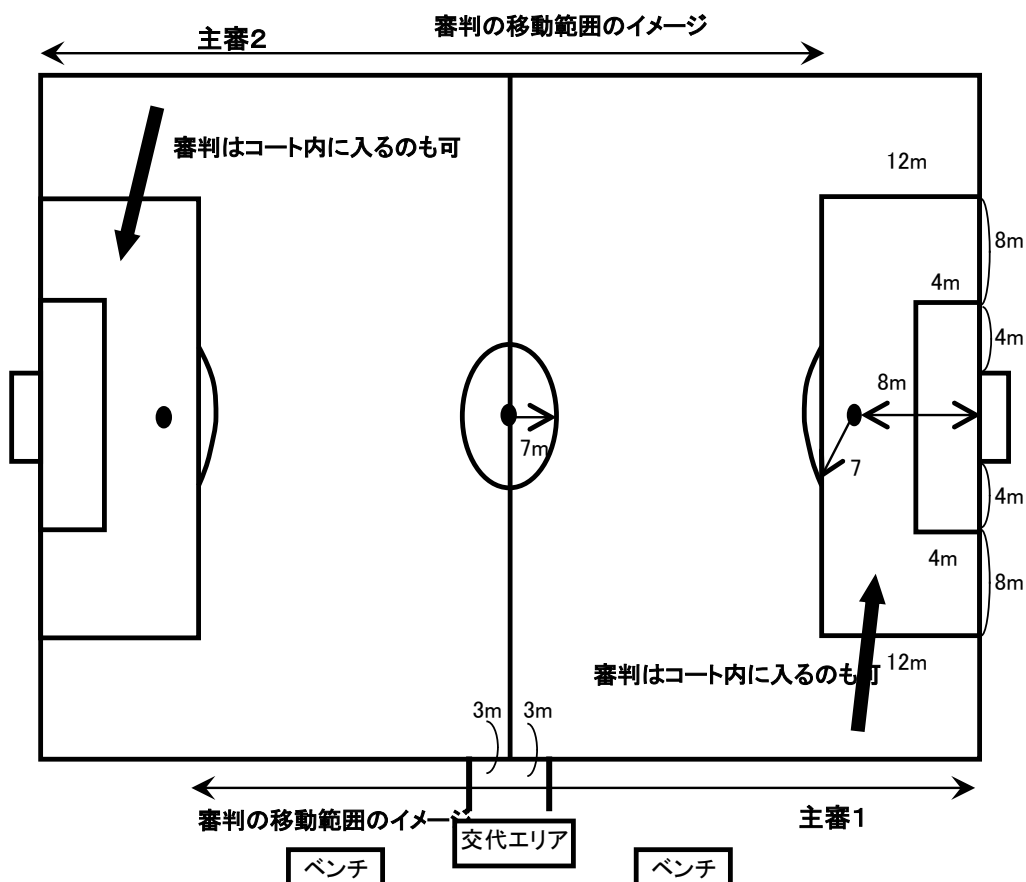 審判の移動範囲のイメージ
主審2
審判はコート内に入るのも可
12m
8m
4m
4m
8m
7m
7
4m
4m
8m
12m
審判はコート内に入るのも可
3m 3m
審判の移動範囲のイメージ
主審1
交代エリア
ベンチ
ベンチ